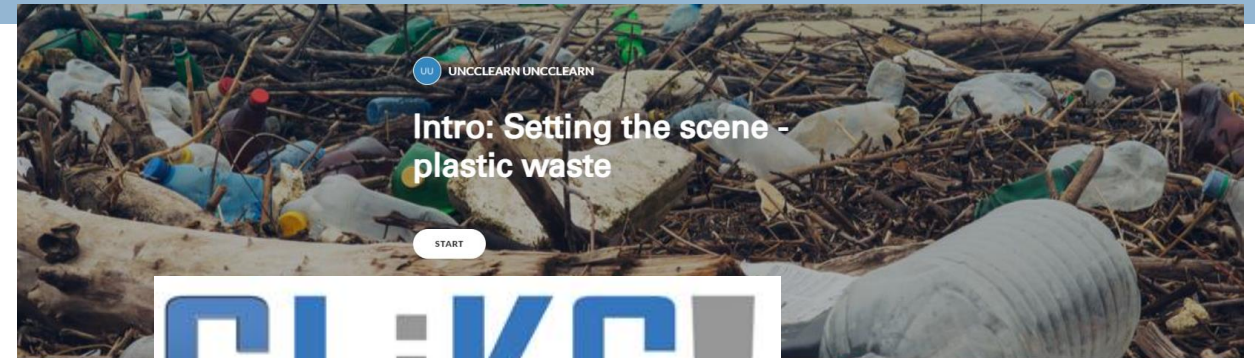 UU UNCCLEARN UNCCLEARN
Intro: Setting the scene -
plastic waste
START